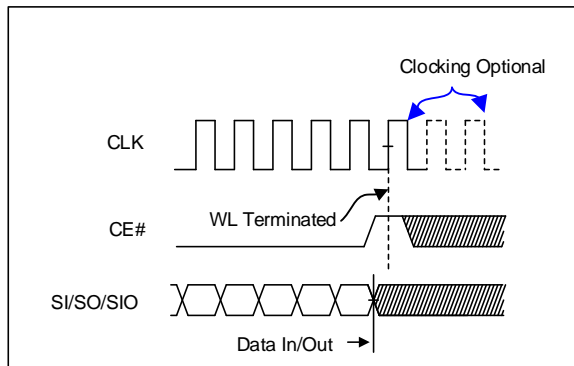 Clocking Optional
CLK
WL Terminated
CE#
SI/SO/SIO
Data In/Out